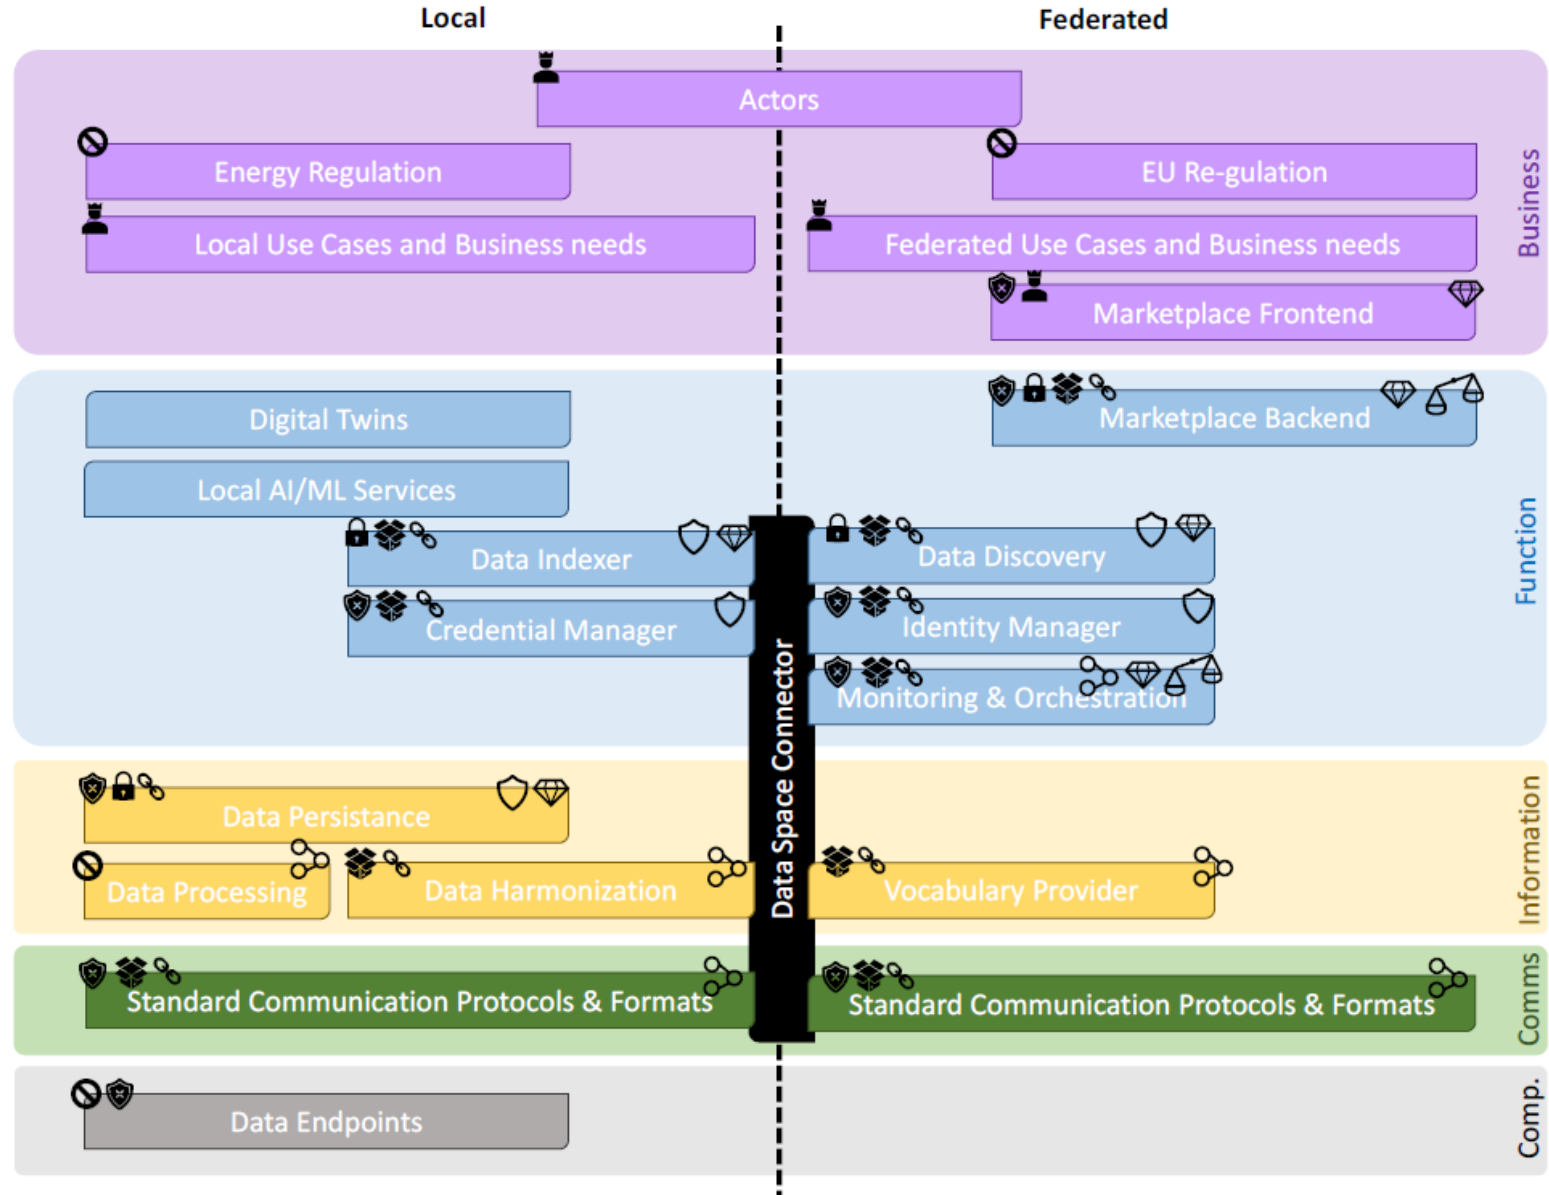 Local
Federated
Actors
Energy Regulation
EU Re-gulation
Local Use Cases and Business needs
Federated Use Cases and Business needs
Marketplace Frontend
Business
Digital Twins
Marketplace Backend
Local AI/ML Services
Data Indexer
Data Discovery
Credential Manager
Identity Manager
Monitoring & Orchestration
Function
Data Space Connector
Data Persistance
Data Processing
Data Harmonization
Vocabulary Provider
Information
Standard Communication Protocols & Formats
Standard Communication Protocols & Formats
Comms
Data Endpoints
Comp.